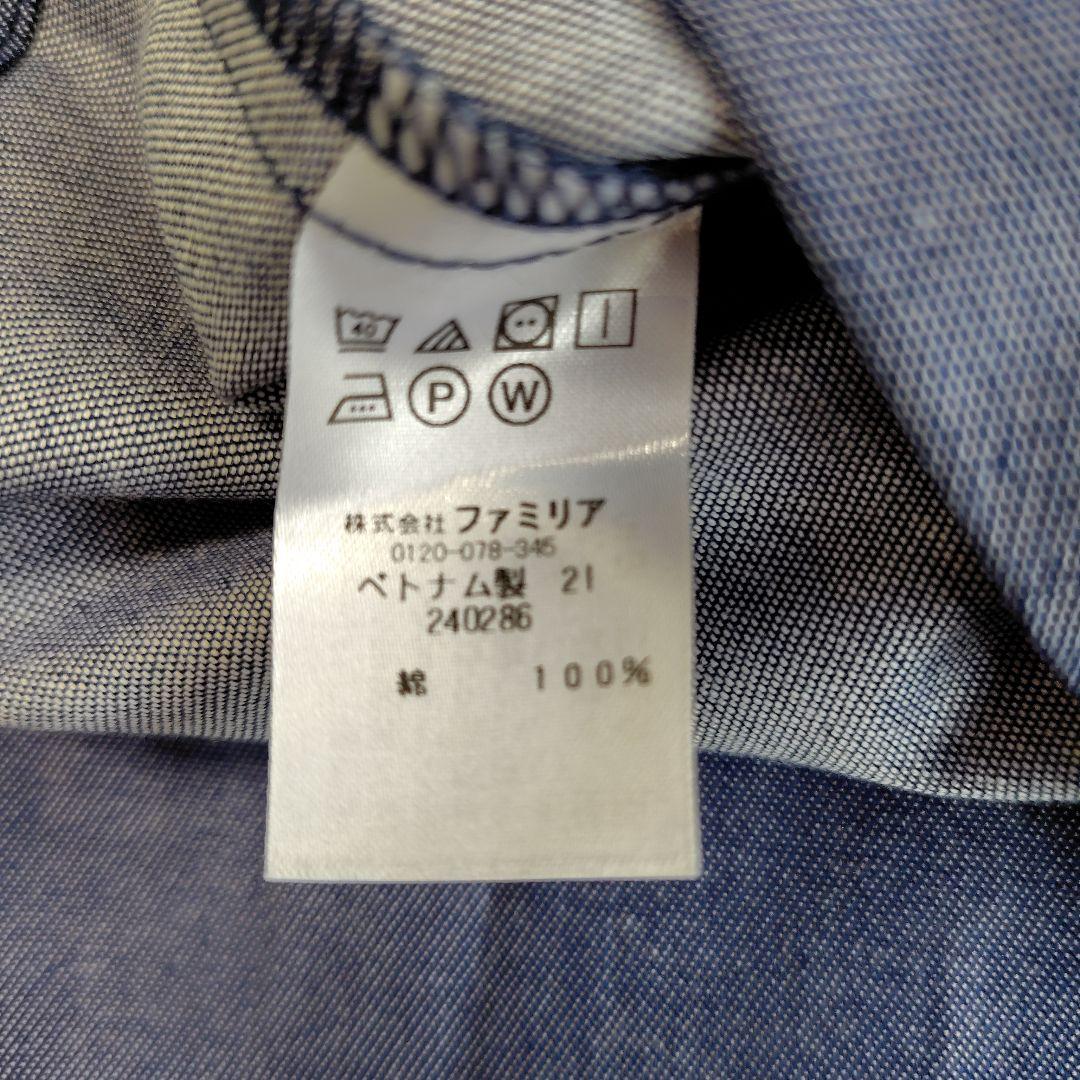 40
P W
株式会社 ファミリア
0120-078-345
ベトナム製 21
240286
綿 100%